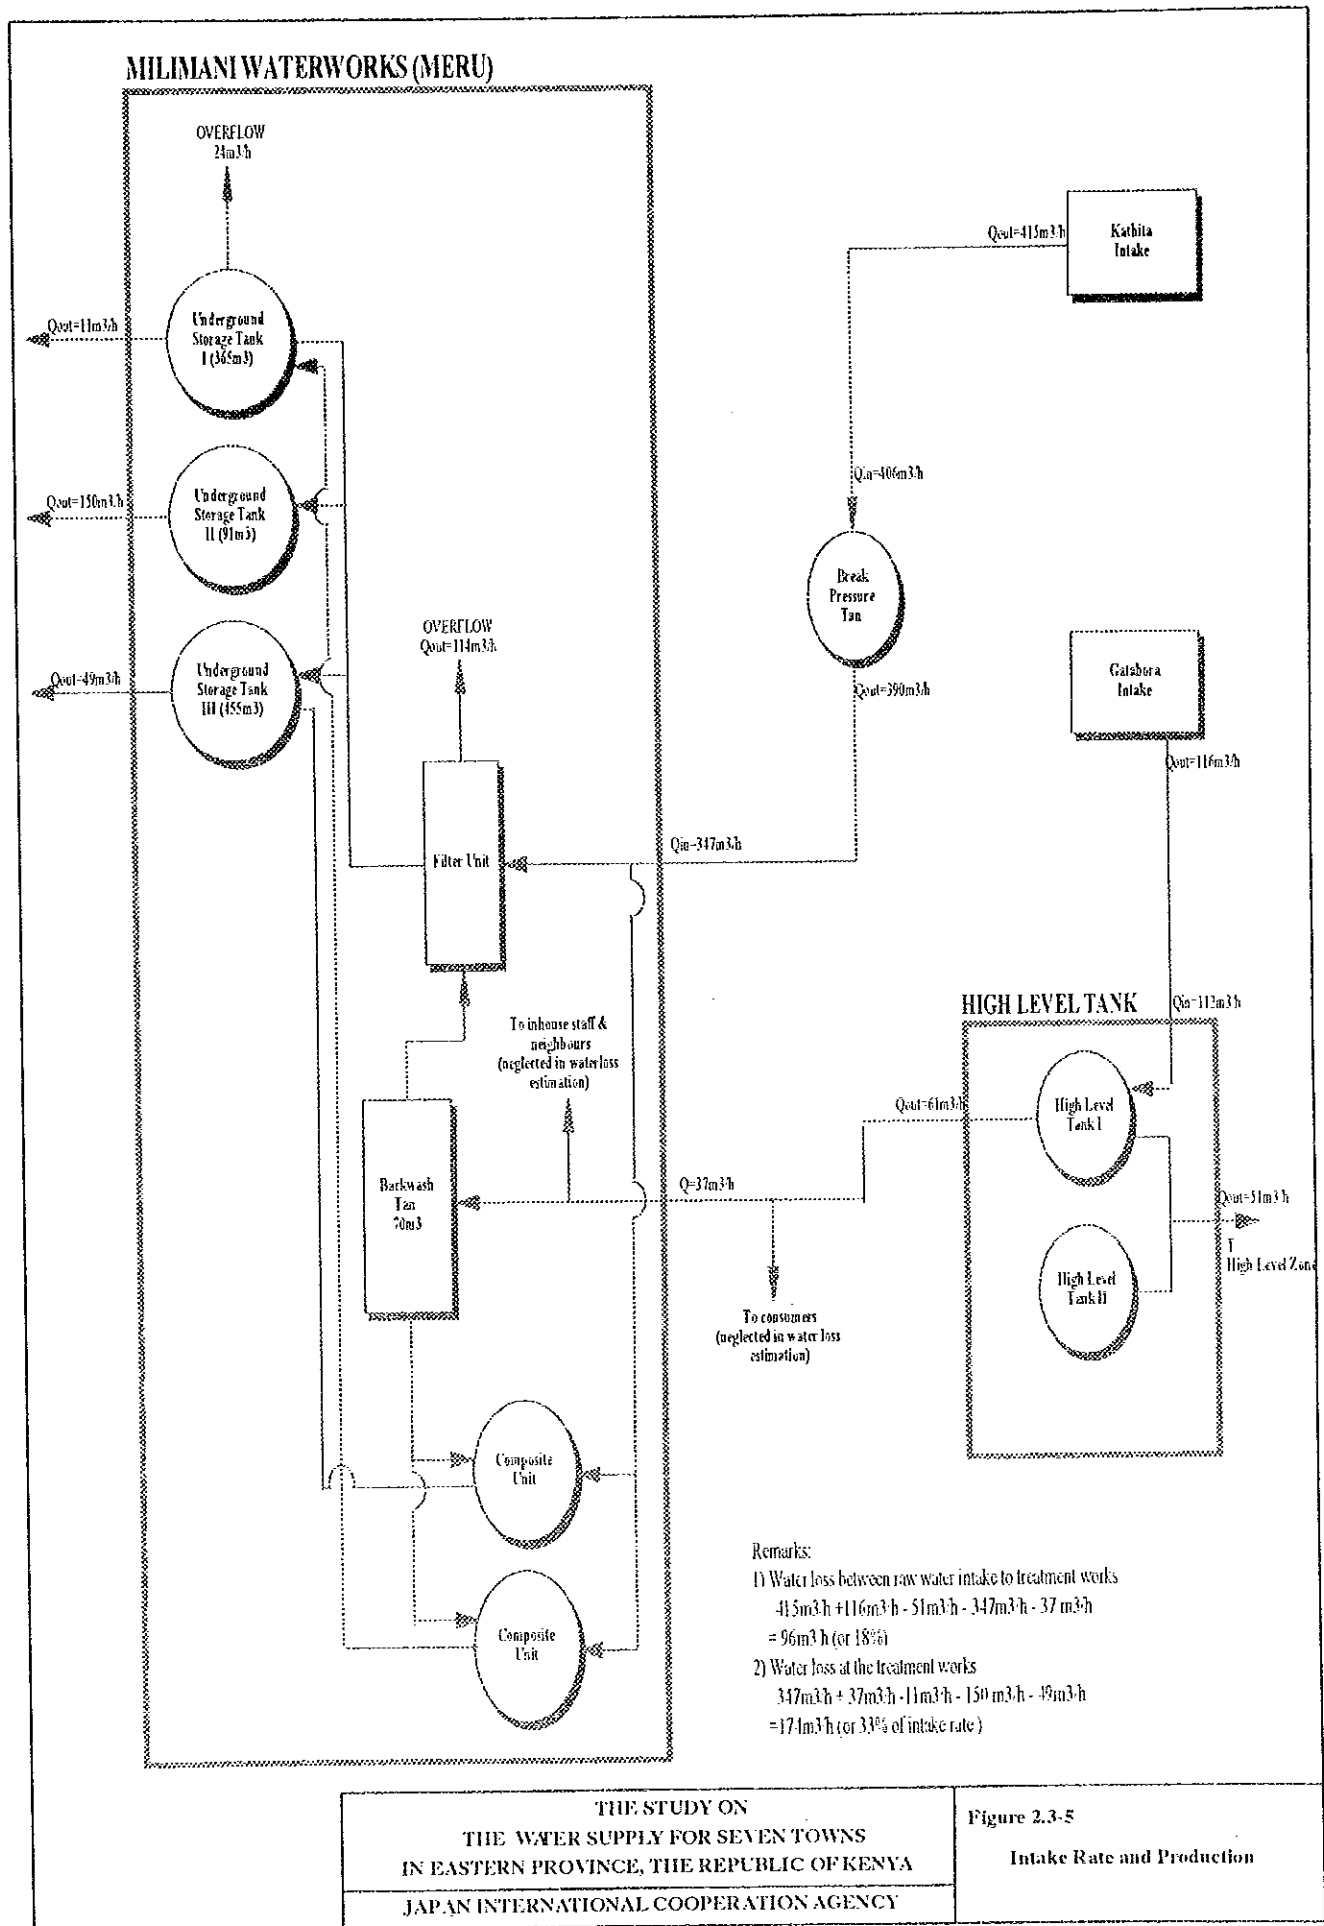 MILIMANI WATERWORKS (MERU)
OVERFLOW
24m3/h
Underground
Storage Tank
I (365m3)
Qout=11m3/h
Underground
Storage Tank
II (91m3)
Qout=150m3/h
Underground
Storage Tank
III (455m3)
Qout=49m3/h
OVERFLOW
Qout=114m3/h
Filter Unit
Qin=347m3/h
Kathita
Intake
Qout=415m3/h
Qin=406m3/h
Break
Pressure
Tan
Qout=390m3/h
Gatabora
Intake
Qout=116m3/h
Qin=112m3/h
HIGH LEVEL TANK
High Level
Tank I
Qout=61m3/h
High Level
Tank II
Qout=51m3/h
T
High Level Zone
To inhouse staff &
neighbours
(neglected in waterloss
estimation)
Backwash
Tan
70m3
Q=37m3/h
To consumers
(neglected in water loss
estimation)
Composite
Unit
Composite
Unit
Remarks:
1) Water loss between raw water intake to treatment works
415m3/h +116m3/h - 51m3/h - 347m3/h - 37 m3/h
= 96m3/h (or 18%)
2) Water loss at the treatment works
347m3/h + 37m3/h -11m3/h - 150 m3/h - 49m3/h
=174m3/h (or 33% of intake rate )
THE STUDY ON
THE WATER SUPPLY FOR SEVEN TOWNS
IN EASTERN PROVINCE, THE REPUBLIC OF KENYA
JAPAN INTERNATIONAL COOPERATION AGENCY
Figure 2.3-5
Intake Rate and Production